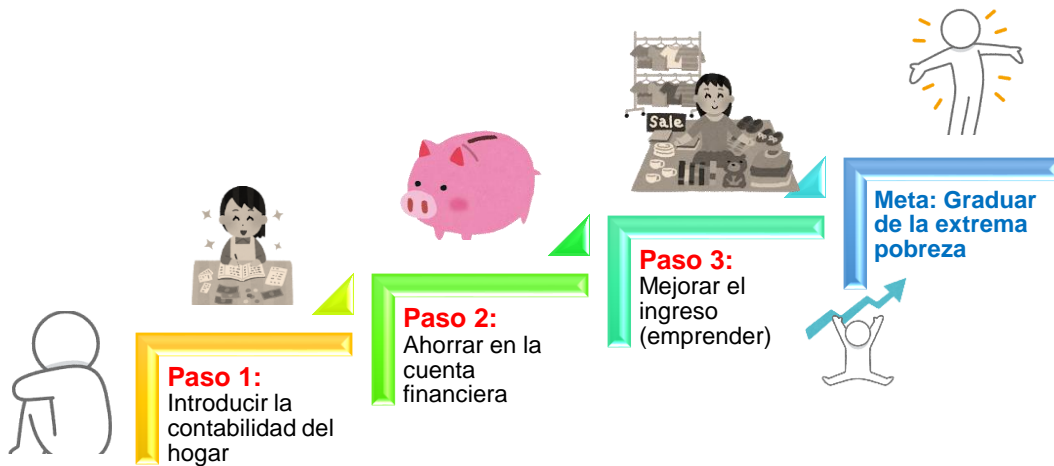 Paso 1:
Introducir la
contabilidad del
hogar
Paso 2:
Ahorrar en la
cuenta
financiera
Sale
Paso 3:
Mejorar el
ingreso
(emprender)
Meta: Graduar
de la extrema
pobreza